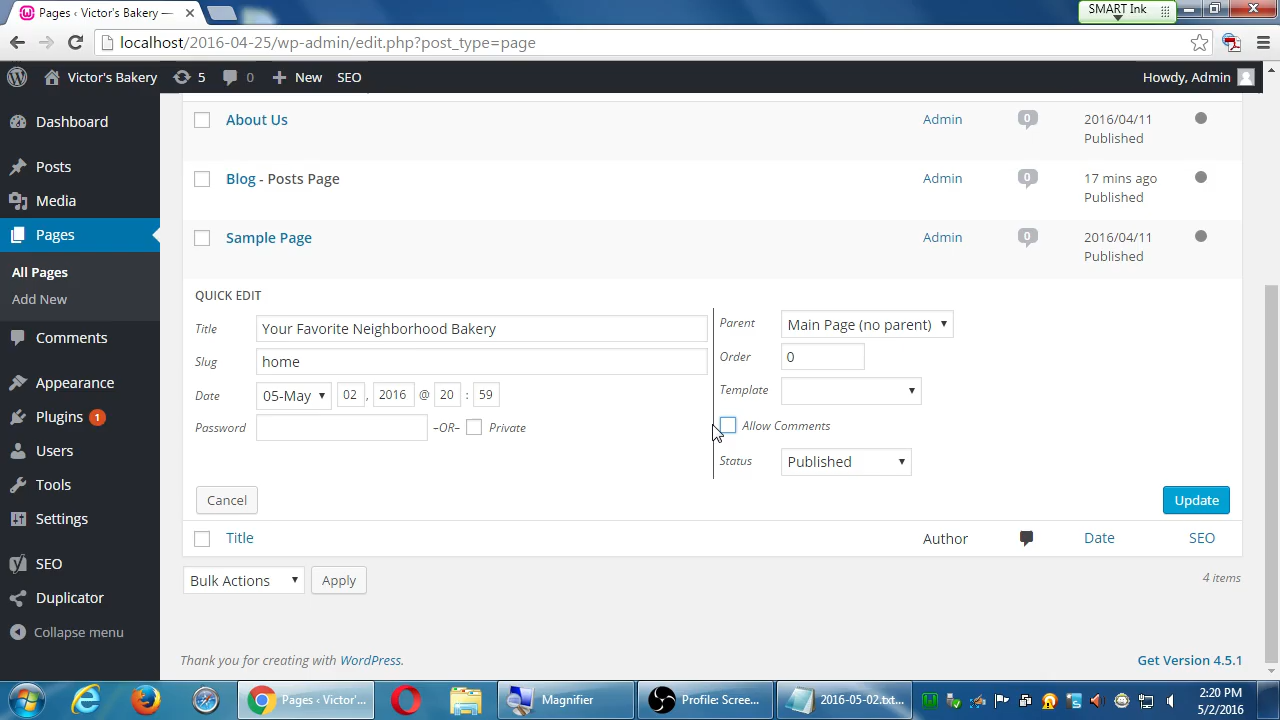 Pages ‹ Victor's Bakery —
SMART Ink
localhost/2016-04-25/wp-admin/edit.php?post_type=page
Victor's Bakery 5 0 New SEO Howdy, Admin
Dashboard
Posts
Media
Pages
All Pages
Add New
Comments
Appearance
Plugins 1
Users
Tools
Settings
SEO
Duplicator
Collapse menu
About Us Admin 0 2016/04/11
Published
Blog - Posts Page Admin 0 17 mins ago
Published
Sample Page Admin 0 2016/04/11
Published
QUICK EDIT
Title Your Favorite Neighborhood Bakery
Slug home
Date 05-May 02 , 2016 @ 20 : 59
Password –OR– Private
Parent Main Page (no parent)
Order 0
Template
Allow Comments
Status Published
Cancel Update
Title Author Date SEO
Bulk Actions Apply 4 items
Thank you for creating with WordPress. Get Version 4.5.1
Pages ‹ Victor'... Magnifier Profile: Scree... 2016-05-02.txt... 2:20 PM
5/2/2016